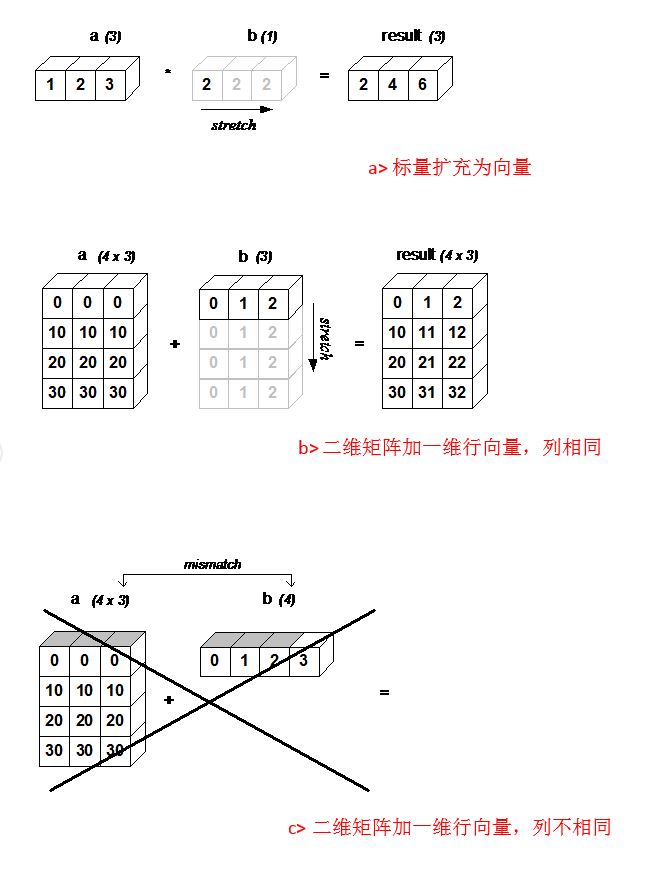 a (3) b (1) result (3)
1 2 3 * 2 2 2 = 2 4 6
stretch
a> 标量扩充为向量
a (4 x 3) b (3) result (4 x 3)
0 0 0 0 1 2 0 1 2
10 10 10 0 1 2 10 11 12
+ stretch =
20 20 20 0 1 2 20 21 22
30 30 30 0 1 2 30 31 32
b> 二维矩阵加一维行向量，列相同
mismatch
a (4 x 3) b (4)
0 0 0 0 1 2 3
10 10 10
+ =
20 20 20
30 30 30
c> 二维矩阵加一维行向量，列不相同